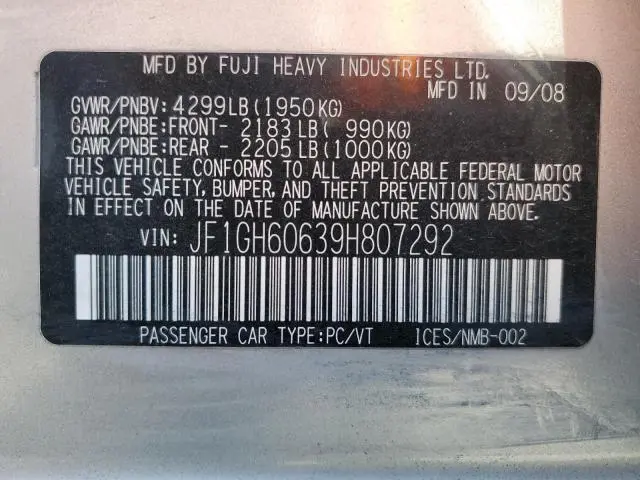 MFD BY FUJI HEAVY INDUSTRIES LTD.
MFD IN 09/08
GVWR/PNBV: 4299LB (1950KG)
GAWR/PNBE:FRONT- 2183LB ( 990KG)
GAWR/PNBE:REAR - 2205LB (1000KG)
THIS VEHICLE CONFORMS TO ALL APPLICABLE FEDERAL MOTOR
VEHICLE SAFETY, BUMPER, AND THEFT PREVENTION STANDARDS
IN EFFECT ON THE DATE OF MANUFACTURE SHOWN ABOVE.
VIN: JF1GH60639H807292
PASSENGER CAR TYPE:PC/VT ICES/NMB-002